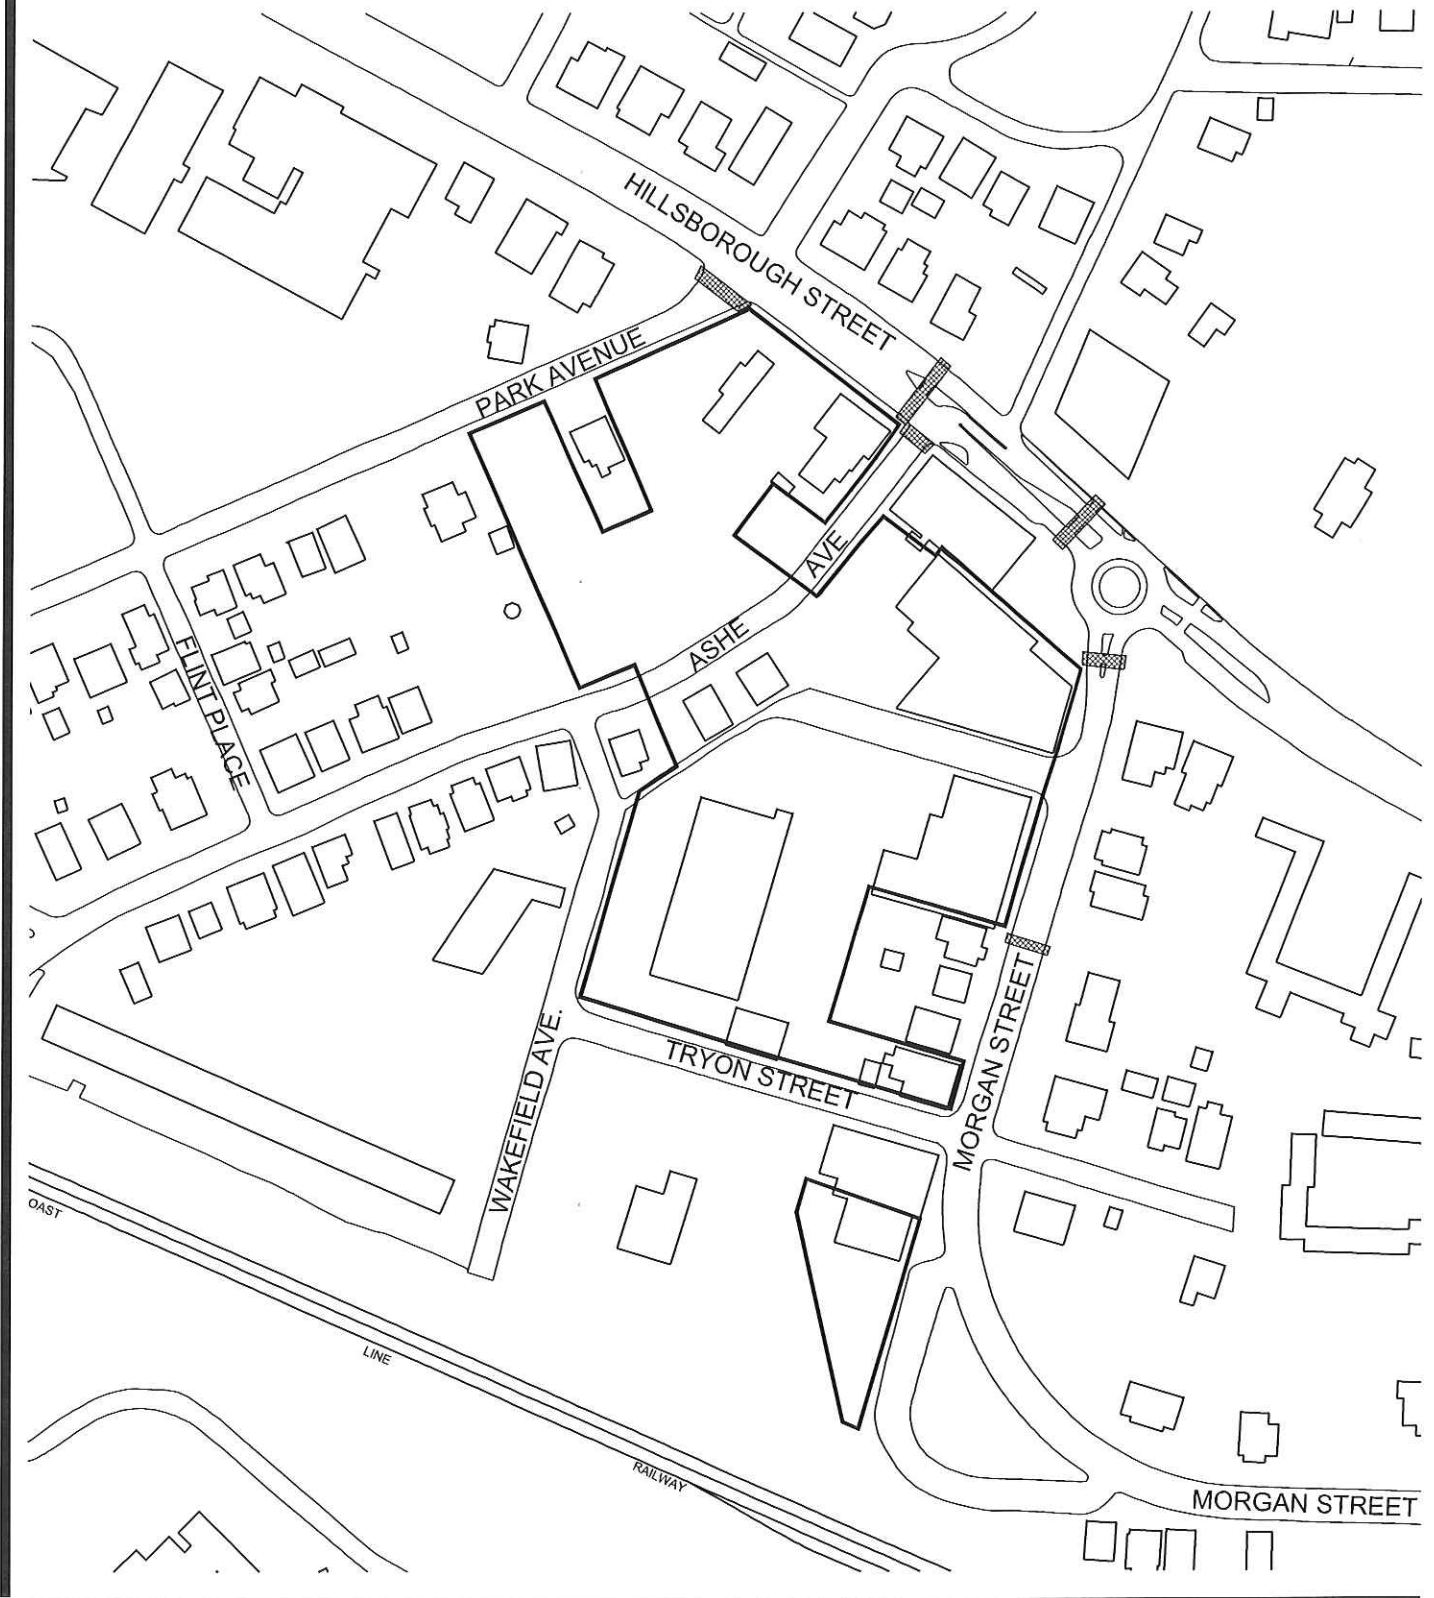 HILLSBOROUGH STREET
PARK AVENUE
ASHE AVE
FLINT PLACE
WAKEFIELD AVE.
TRYON STREET
MORGAN STREET
OAST
LINE
RAILWAY
MORGAN STREET